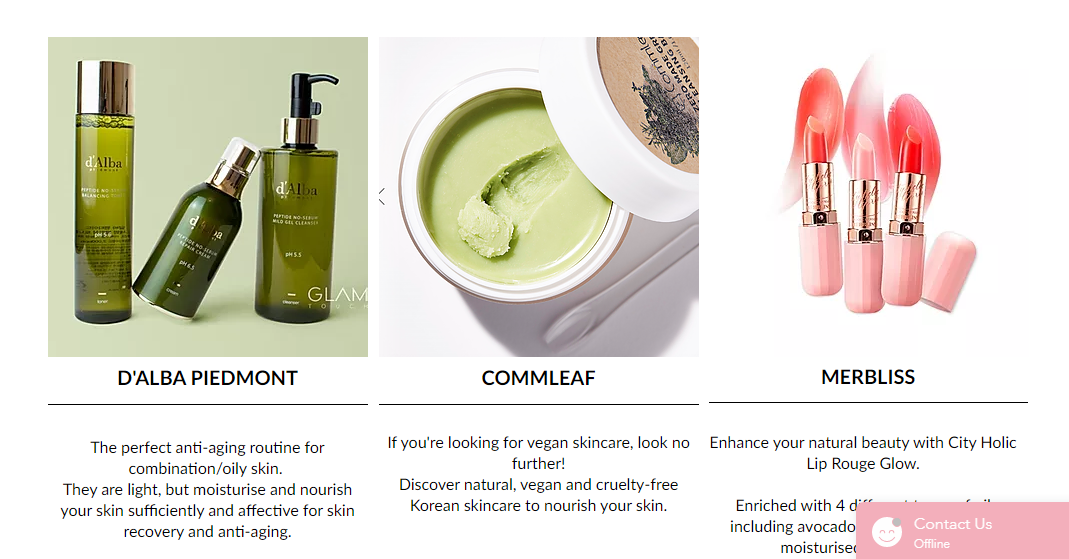 d'Alba
PEPTIDE NO-SEBUM
BALANCING TONER
pH 5.0
toner
d'Alba
PEPTIDE NO-SEBUM
REPAIR CREAM
pH 6.5
cream
d'Alba
PEPTIDE NO-SEBUM
MILD GEL CLEANSER
pH 5.5
cleanser
GLAM
TOUCH
D'ALBA PIEDMONT
The perfect anti-aging routine for
combination/oily skin.
They are light, but moisturise and nourish
your skin sufficiently and affective for skin
recovery and anti-aging.
COMMLEAF
If you're looking for vegan skincare, look no
further!
Discover natural, vegan and cruelty-free
Korean skincare to nourish your skin.
MERBLISS
Enhance your natural beauty with City Holic
Lip Rouge Glow.
Enriched with 4
including avocado
moisturised
Contact Us
Offline